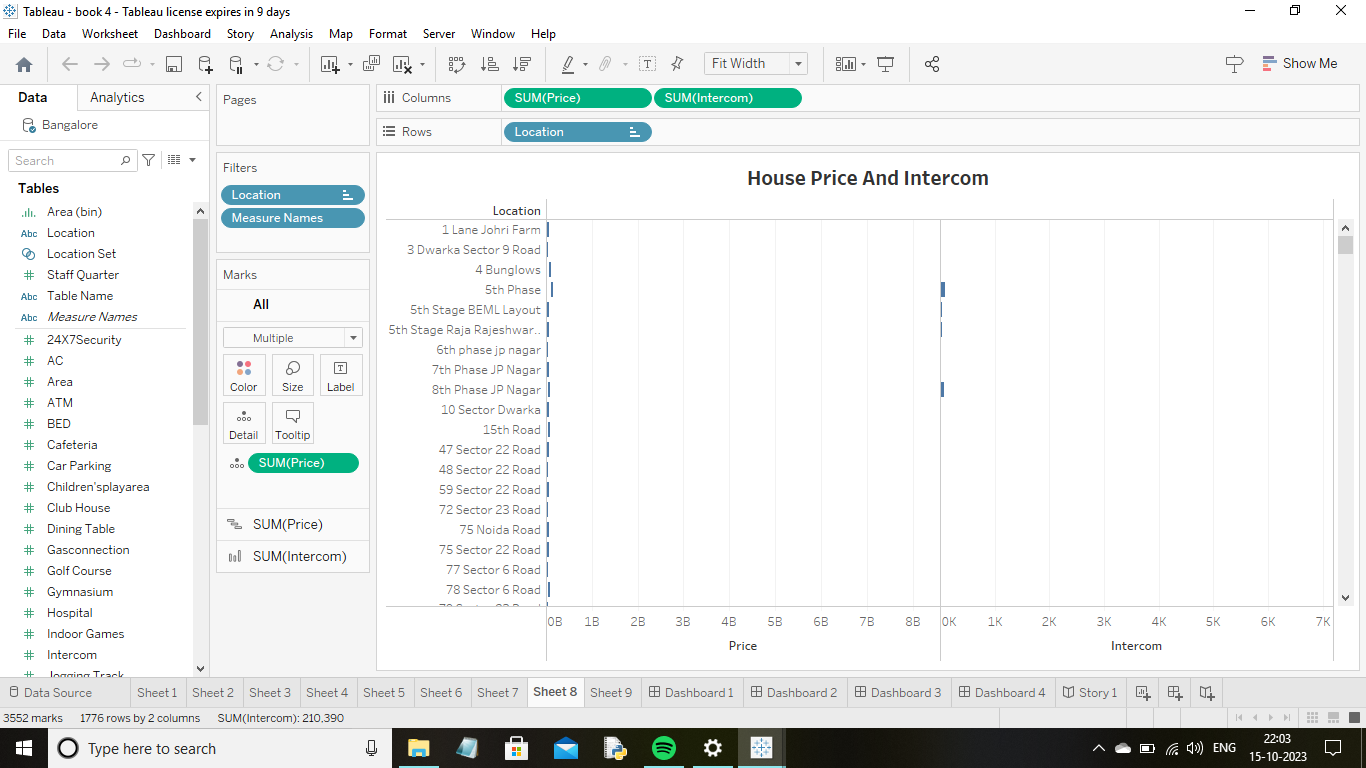 Tableau - book 4 - Tableau license expires in 9 days
File Data Worksheet Dashboard Story Analysis Map Format Server Window Help
Fit Width
Show Me
Data Analytics
Bangalore
Search
Tables
Area (bin)
Abc Location
Location Set
Staff Quarter
Abc Table Name
Abc Measure Names
24X7Security
AC
Area
ATM
BED
Cafeteria
Car Parking
Children'splayarea
Club House
Dining Table
Gasconnection
Golf Course
Gymnasium
Hospital
Indoor Games
Intercom
Jogging Track
Pages
Filters
Location
Measure Names
Marks
All
Multiple
Color Size Label
Detail Tooltip
SUM(Price)
SUM(Price)
SUM(Intercom)
Columns SUM(Price) SUM(Intercom)
Rows Location
House Price And Intercom
Location
1 Lane Johri Farm
3 Dwarka Sector 9 Road
4 Bunglows
5th Phase
5th Stage BEML Layout
5th Stage Raja Rajeshwar..
6th phase jp nagar
7th Phase JP Nagar
8th Phase JP Nagar
10 Sector Dwarka
15th Road
47 Sector 22 Road
48 Sector 22 Road
59 Sector 22 Road
72 Sector 23 Road
75 Noida Road
75 Sector 22 Road
77 Sector 6 Road
78 Sector 6 Road
0B 1B 2B 3B 4B 5B 6B 7B 8B 0K 1K 2K 3K 4K 5K 6K 7K
Price Intercom
Data Source Sheet 1 Sheet 2 Sheet 3 Sheet 4 Sheet 5 Sheet 6 Sheet 7 Sheet 8 Sheet 9 Dashboard 1 Dashboard 2 Dashboard 3 Dashboard 4 Story 1
3552 marks 1776 rows by 2 columns SUM(Intercom): 210,390
Type here to search
ENG
22:03
15-10-2023